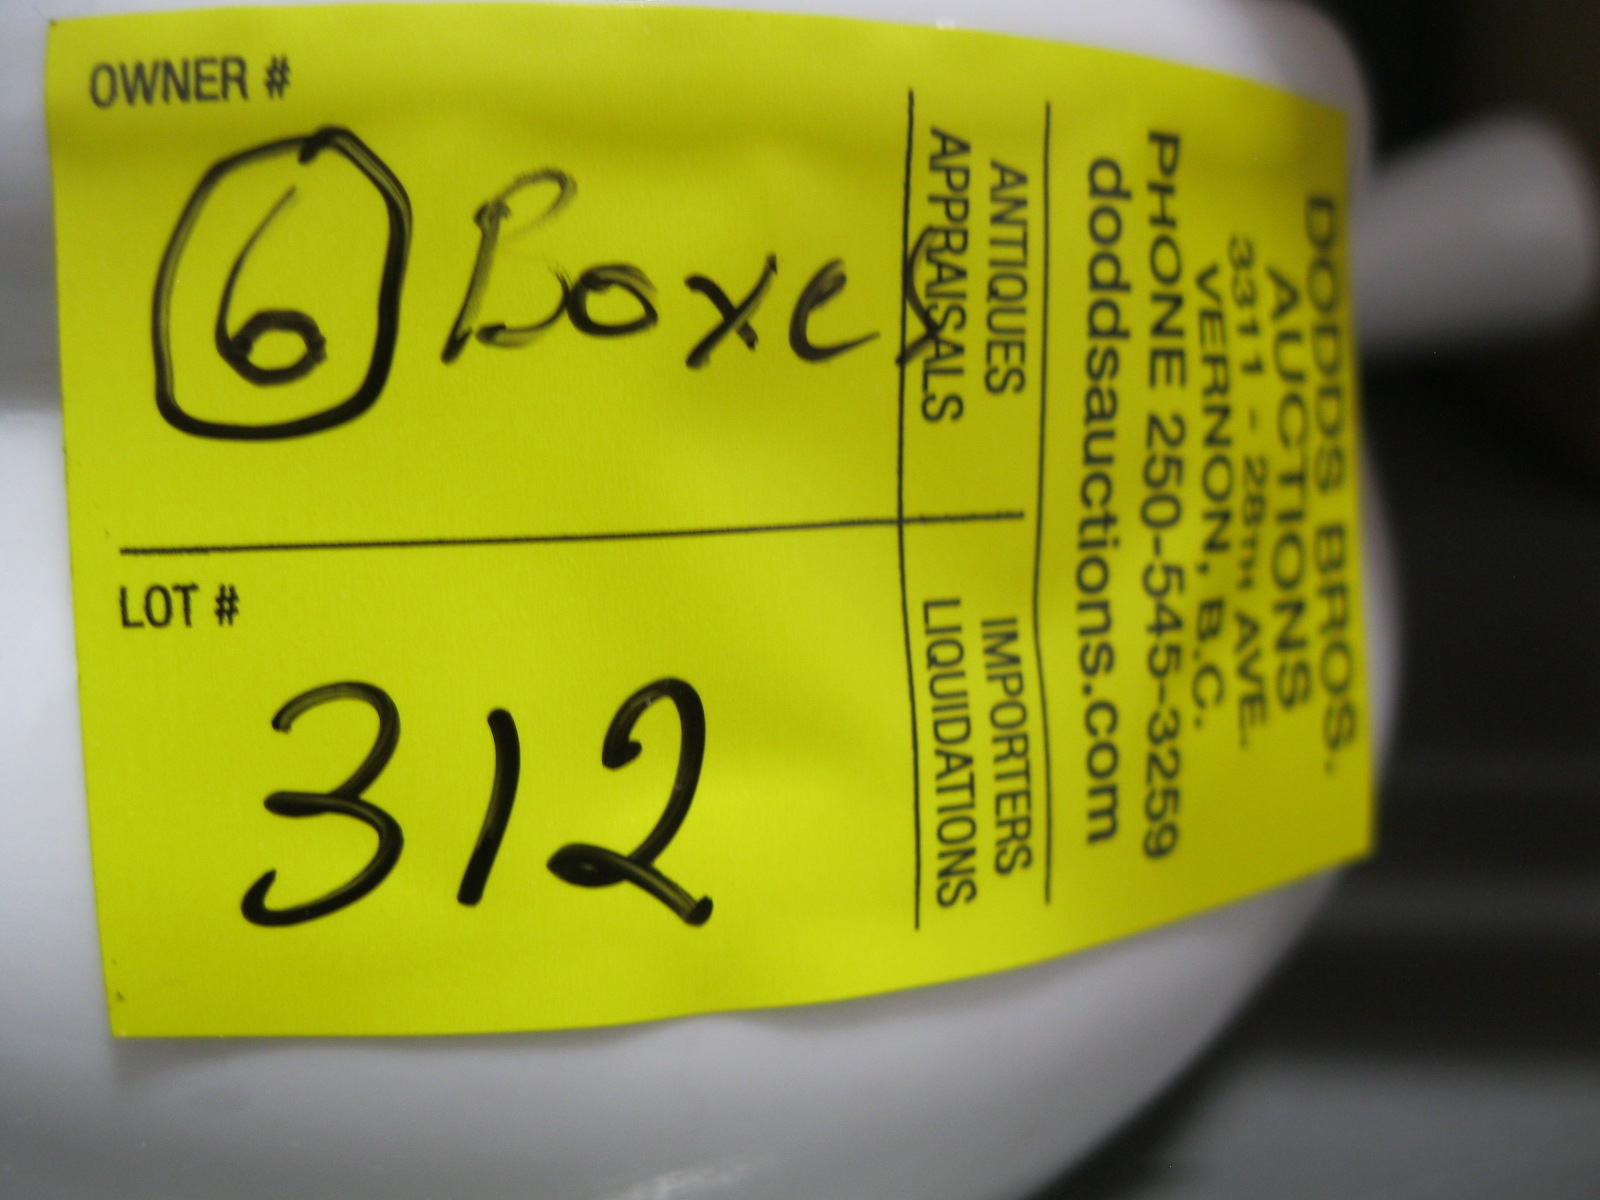 DODDS BROS.
AUCTIONS
3311 - 28TH AVE.
VERNON, B.C.
PHONE 250-545-3259
doddsauctions.com
ANTIQUES IMPORTERS
APPRAISALS LIQUIDATIONS
OWNER #
6 Boxes
LOT #
312